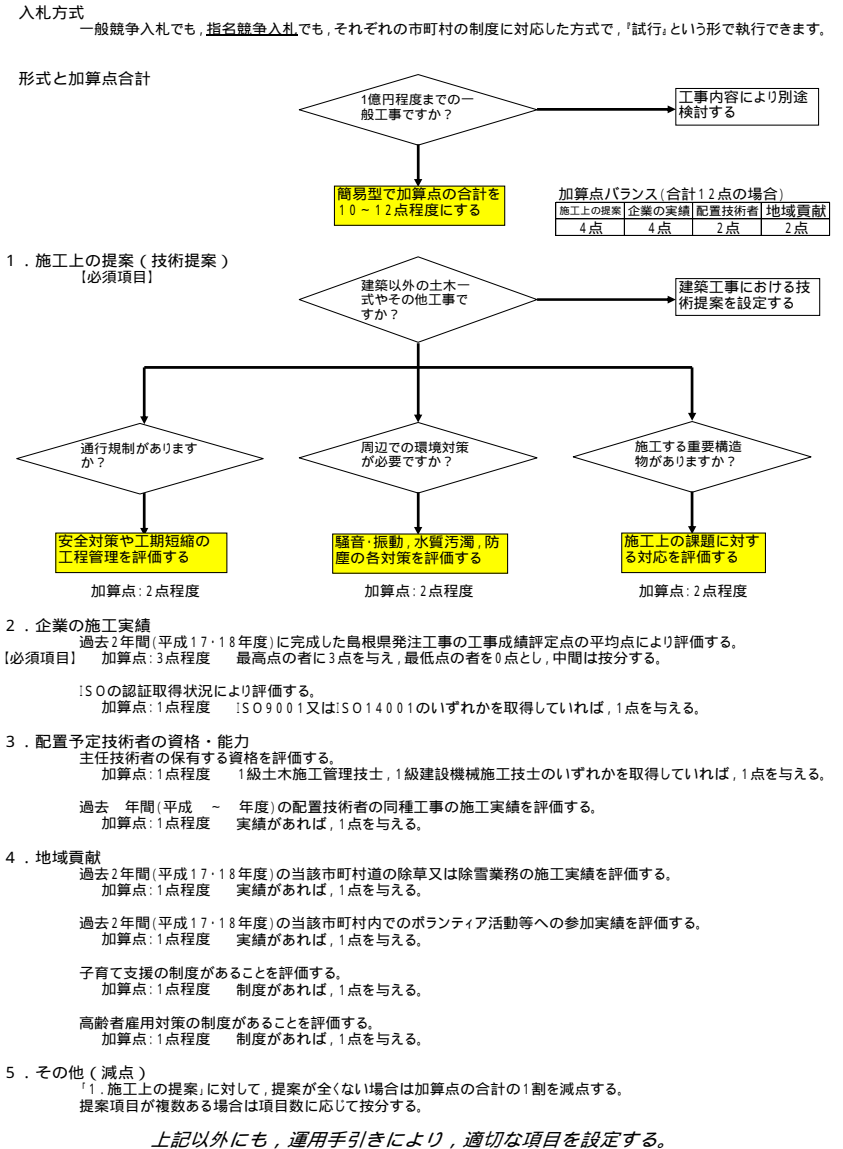 入札方式
一般競争入札でも,指名競争入札でも,それぞれの市町村の制度に対応した方式で,『試行』という形で執行できます。
形式と加算点合計
1億円程度までの一
般工事ですか?
工事内容により別途
検討する
簡易型で加算点の合計を
10~12点程度にする
加算点バランス(合計12点の場合)
施工上の提案 企業の実績 配置技術者 地域貢献
4点 4点 2点 2点
1.施工上の提案(技術提案)
【必須項目】
建築以外の土木一
式やその他工事で
すか?
建築工事における技
術提案を設定する
通行規制があります
か?
周辺での環境対策
が必要ですか?
施工する重要構造
物がありますか?
安全対策や工期短縮の
工程管理を評価する
騒音・振動,水質汚濁,防
塵の各対策を評価する
施工上の課題に対す
る対応を評価する
加算点:2点程度 加算点:2点程度 加算点:2点程度
2.企業の施工実績
過去2年間(平成17・18年度)に完成した島根県発注工事の工事成績評定点の平均点により評価する。
【必須項目】 加算点:3点程度 最高点の者に3点を与え,最低点の者を0点とし,中間は按分する。
ISOの認証取得状況により評価する。
加算点:1点程度 ISO9001又はISO14001のいずれかを取得していれば,1点を与える。
3.配置予定技術者の資格・能力
主任技術者の保有する資格を評価する。
加算点:1点程度 1級土木施工管理技士,1級建設機械施工技士のいずれかを取得していれば,1点を与える。
過去 年間(平成 ~ 年度)の配置技術者の同種工事の施工実績を評価する。
加算点:1点程度 実績があれば,1点を与える。
4.地域貢献
過去2年間(平成17・18年度)の当該市町村道の除草又は除雪業務の施工実績を評価する。
加算点:1点程度 実績があれば,1点を与える。
過去2年間(平成17・18年度)の当該市町村内でのボランティア活動等への参加実績を評価する。
加算点:1点程度 実績があれば,1点を与える。
子育て支援の制度があることを評価する。
加算点:1点程度 制度があれば,1点を与える。
高齢者雇用対策の制度があることを評価する。
加算点:1点程度 制度があれば,1点を与える。
5.その他(減点)
「1.施工上の提案」に対して,提案が全くない場合は加算点の合計の1割を減点する。
提案項目が複数ある場合は項目数に応じて按分する。
上記以外にも,運用手引きにより,適切な項目を設定する。